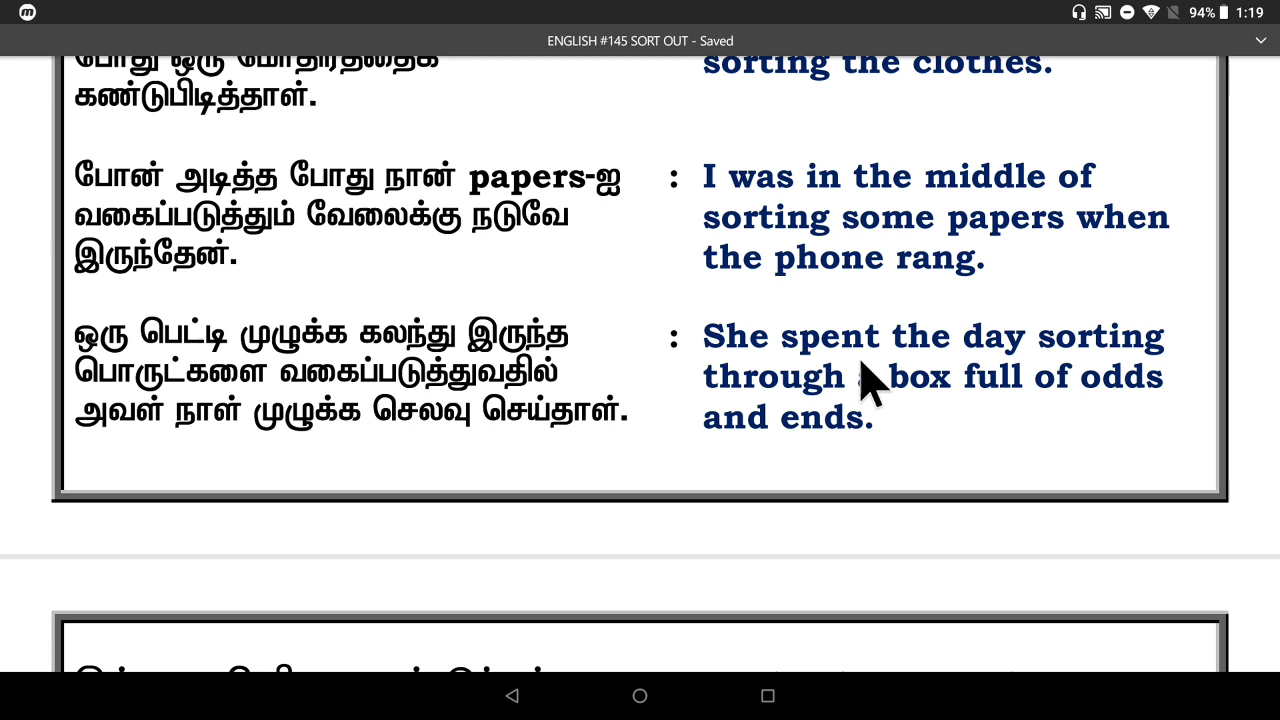 94% 1:19
ENGLISH #145 SORT OUT - Saved
போது ஒரு மோதிரத்தைக்
கண்டுபிடித்தாள்.
sorting the clothes.
போன் அடித்த போது நான் papers-ஐ
வகைப்படுத்தும் வேலைக்கு நடுவே
இருந்தேன்.
: I was in the middle of
sorting some papers when
the phone rang.
ஒரு பெட்டி முழுக்க கலந்து இருந்த
பொருட்களை வகைப்படுத்துவதில்
அவள் நாள் முழுக்க செலவு செய்தாள்.
: She spent the day sorting
through box full of odds
and ends.